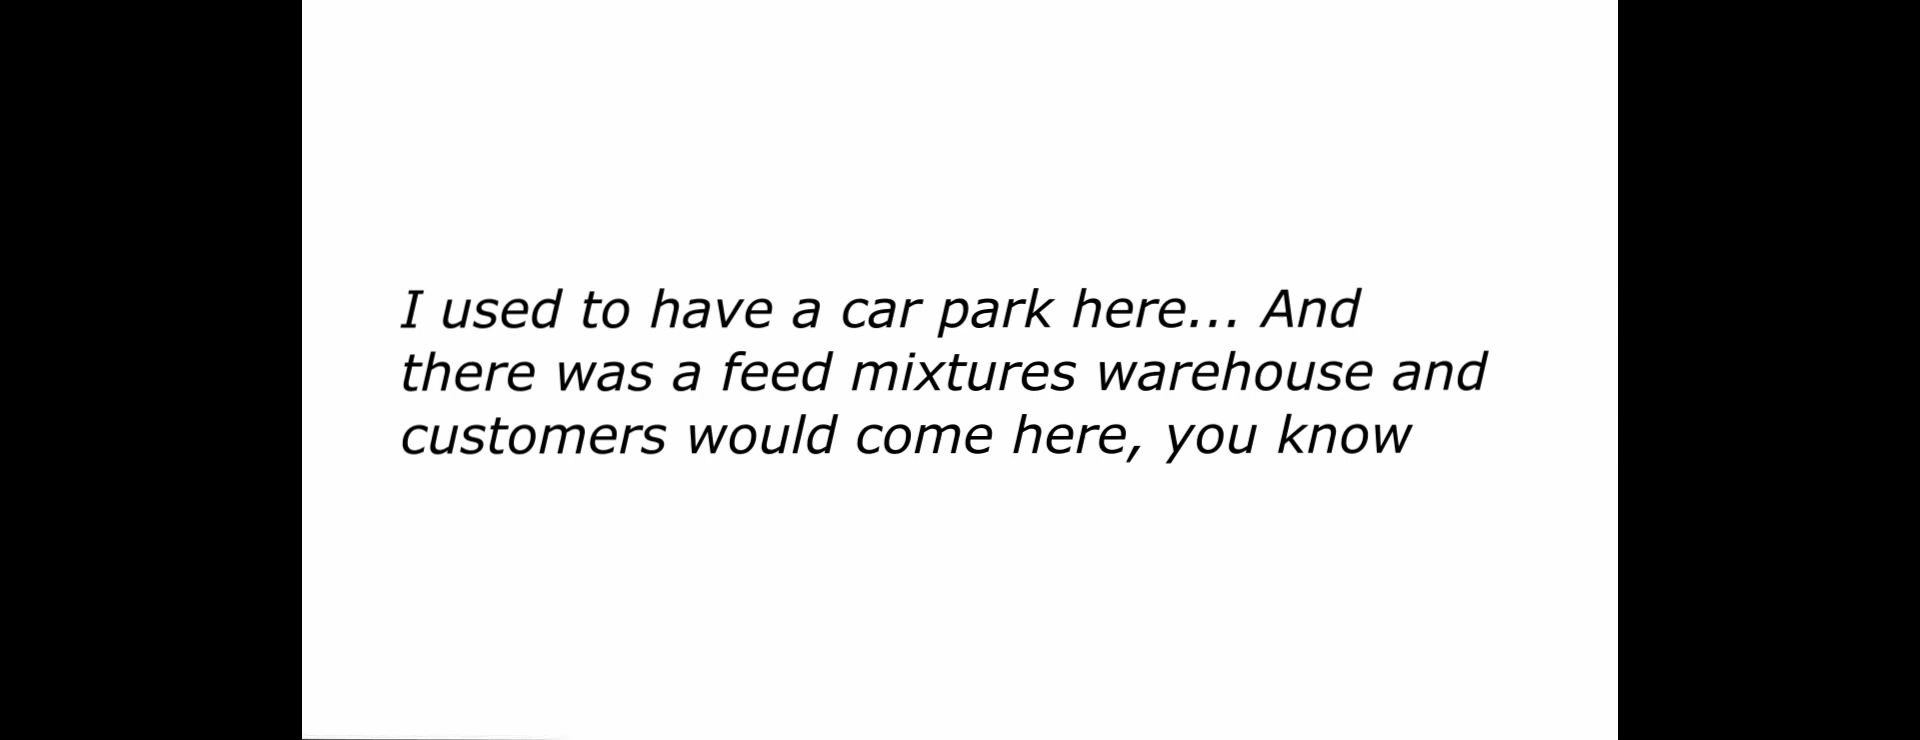 I used to have a car park here... And
there was a feed mixtures warehouse and
customers would come here, you know